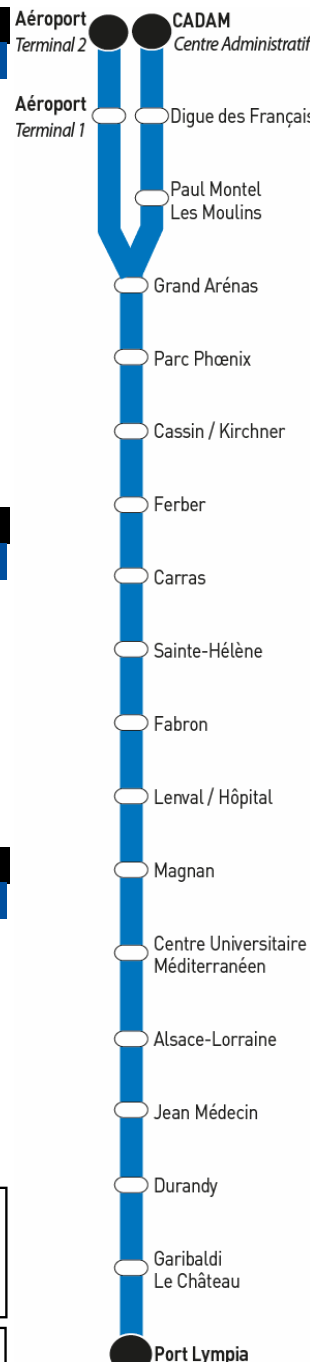 Aéroport
Terminal 2
CADAM
Centre Administratif
Aéroport
Terminal 1
Digue des Français
Paul Montel
Les Moulins
Grand Arénas
Parc Phœnix
Cassin / Kirchner
Ferber
Carras
Sainte-Hélène
Fabron
Lenval / Hôpital
Magnan
Centre Universitaire
Méditerranéen
Alsace-Lorraine
Jean Médecin
Durandy
Garibaldi
Le Château
Port Lympia